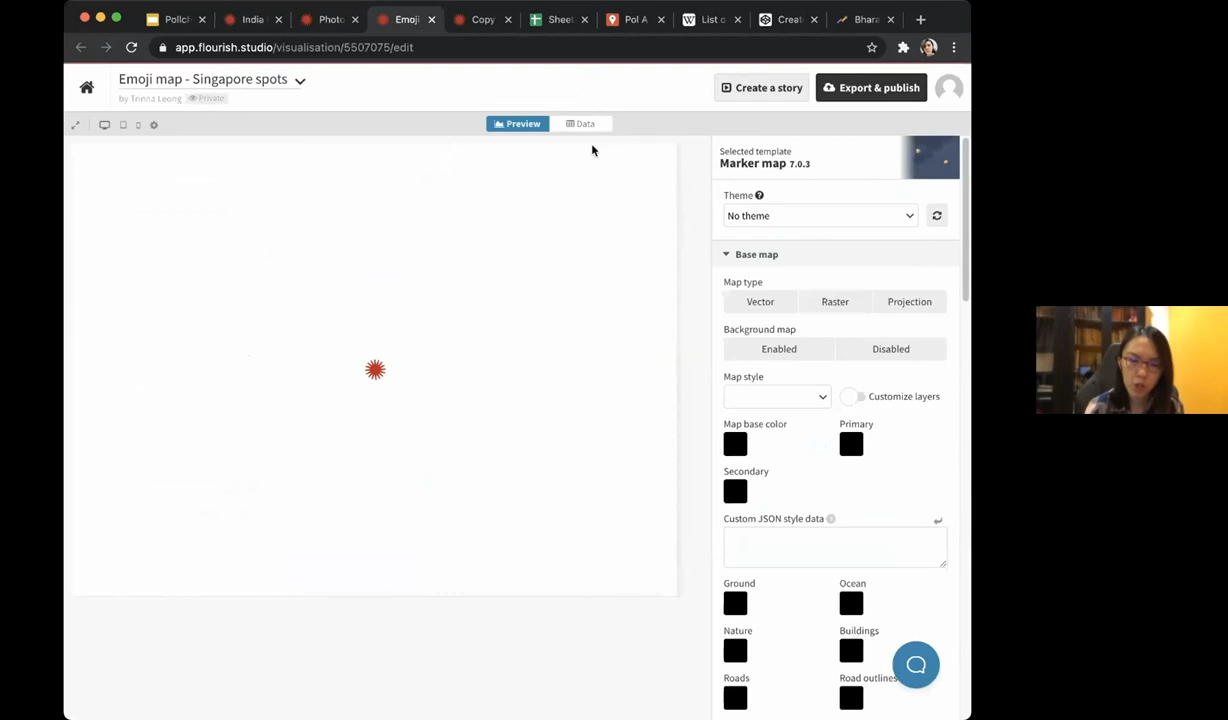 Pollch
India
Photo
Emoji
Copy
Sheet
Pol A
List o
Creat
Bhara
app.flourish.studio/visualisation/5507075/edit
Emoji map - Singapore spots
by Trinna Leong Private
Create a story
Export & publish
Preview
Data
Selected template
Marker map 7.0.3
Theme
No theme
Base map
Map type
Vector
Raster
Projection
Background map
Enabled
Disabled
Map style
Customize layers
Map base color
Primary
Secondary
Custom JSON style data
Ground
Ocean
Nature
Buildings
Roads
Road outlines